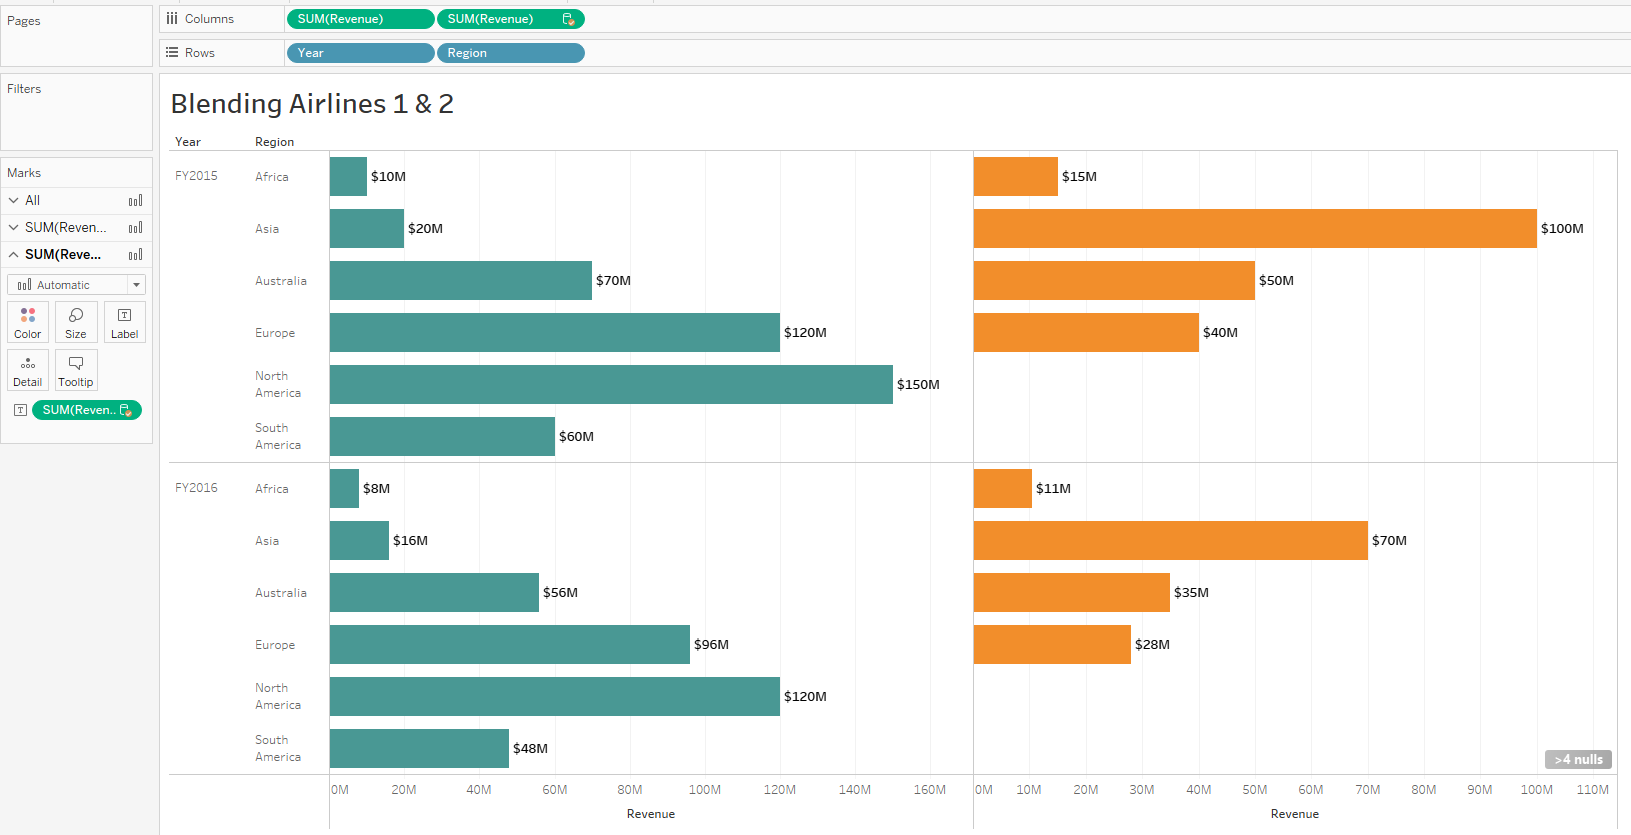 Pages
Columns
SUM(Revenue)
SUM(Revenue)
Rows
Year
Region
Filters
Marks
All
SUM(Reven...
SUM(Reve...
Automatic
Color
Size
Label
Detail
Tooltip
SUM(Reven..
Blending Airlines 1 & 2
Year
Region
FY2015
Africa
$10M
$15M
Asia
$20M
$100M
Australia
$70M
$50M
Europe
$120M
$40M
North
America
$150M
South
America
$60M
FY2016
Africa
$8M
$11M
Asia
$16M
$70M
Australia
$56M
$35M
Europe
$96M
$28M
North
America
$120M
South
America
$48M
>4 nulls
0M 20M 40M 60M 80M 100M 120M 140M 160M
0M 10M 20M 30M 40M 50M 60M 70M 80M 90M 100M 110M
Revenue
Revenue